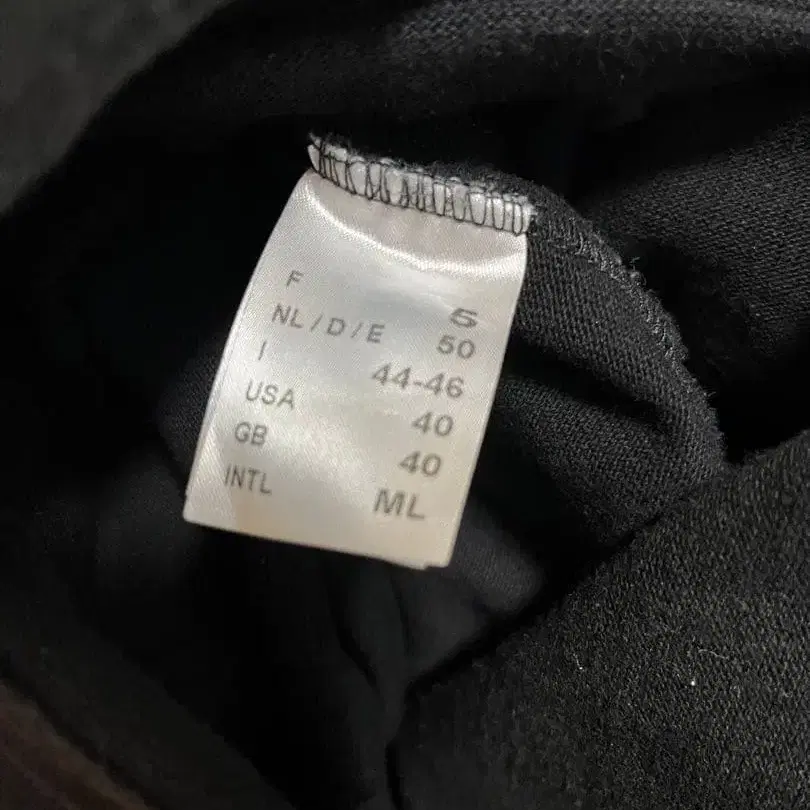 F 5
NL / D / E 50
I 44-46
USA 40
GB 40
INTL ML